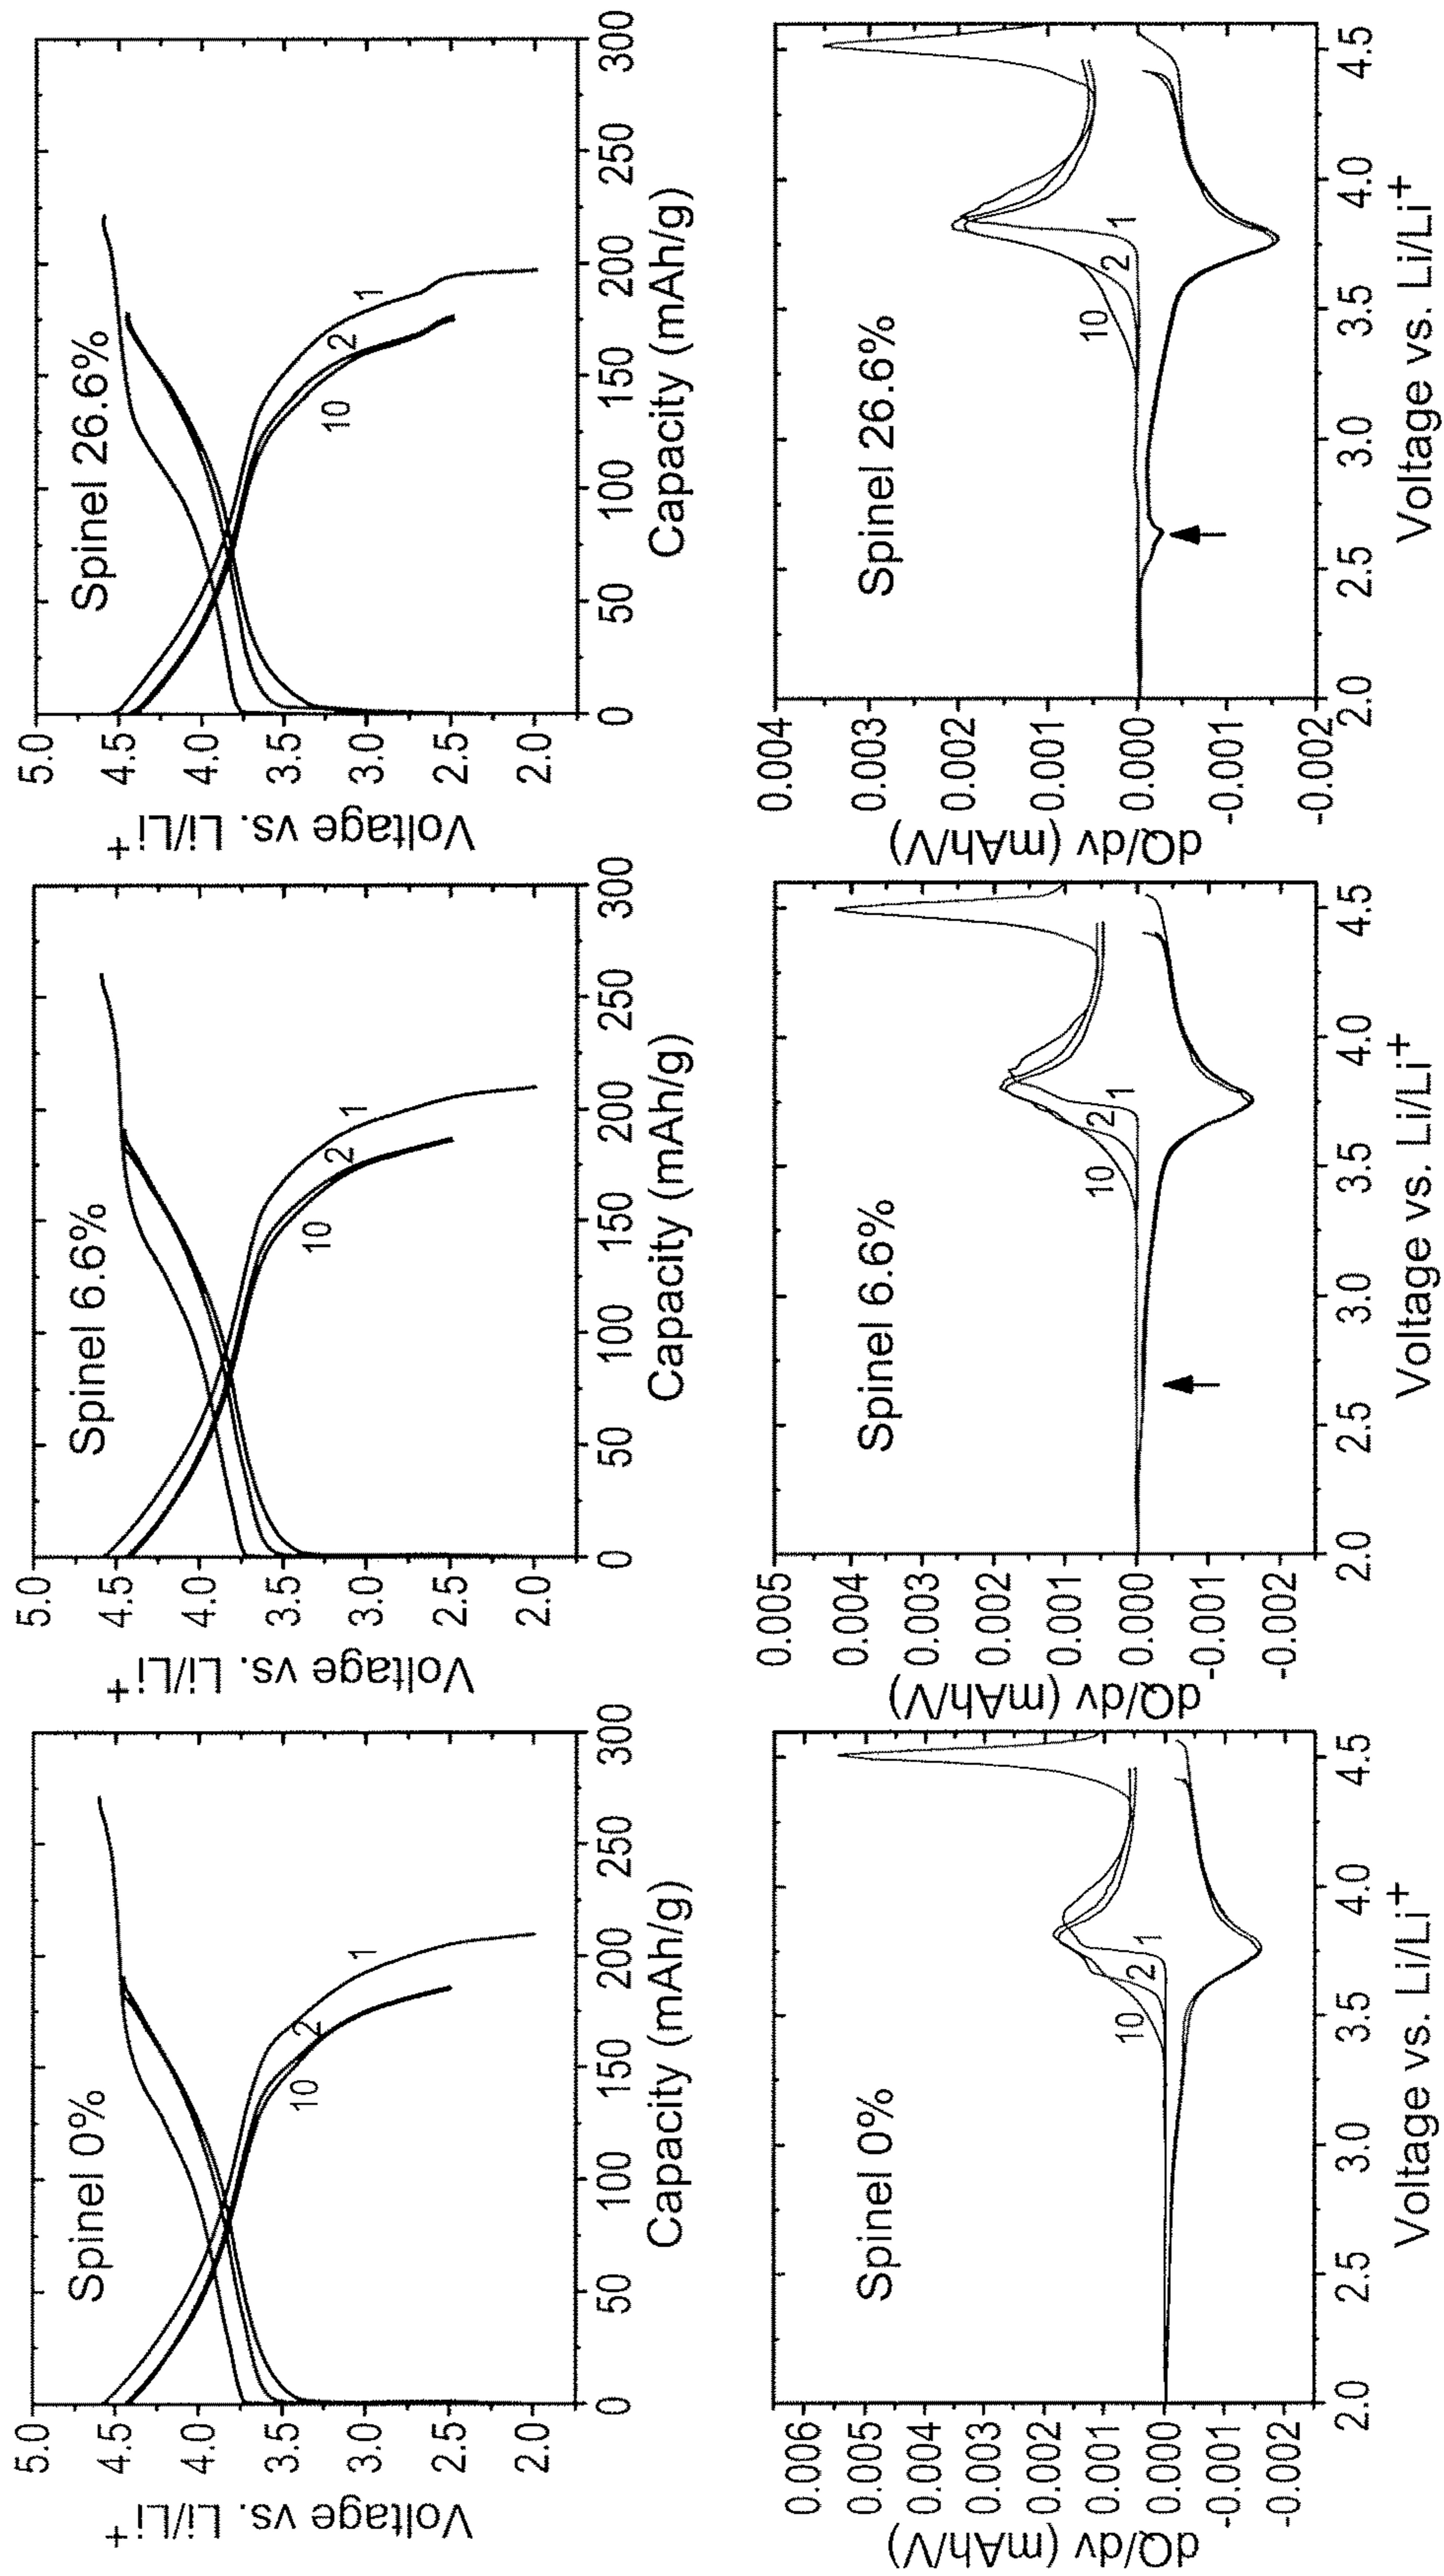 Spinel 0%
Voltage vs. Li/Li+
5.0
4.5
4.0
3.5
3.0
2.5
2.0
1
2
10
0 50 100 150 200 250 300
Capacity (mAh/g)
Spinel 6.6%
Voltage vs. Li/Li+
5.0
4.5
4.0
3.5
3.0
2.5
2.0
1
2
10
0 50 100 150 200 250 300
Capacity (mAh/g)
Spinel 26.6%
Voltage vs. Li/Li+
5.0
4.5
4.0
3.5
3.0
2.5
2.0
1
2
10
0 50 100 150 200 250 300
Capacity (mAh/g)
Spinel 0%
dQ/dv (mAh/V)
0.006
0.005
0.004
0.003
0.002
0.001
0.000
-0.001
-0.002
10
2
1
2.0 2.5 3.0 3.5 4.0 4.5
Voltage vs. Li/Li+
Spinel 6.6%
dQ/dv (mAh/V)
0.005
0.004
0.003
0.002
0.001
0.000
-0.001
-0.002
10
2
1
2.0 2.5 3.0 3.5 4.0 4.5
Voltage vs. Li/Li+
Spinel 26.6%
dQ/dv (mAh/V)
0.004
0.003
0.002
0.001
0.000
-0.001
-0.002
10
2
1
2.0 2.5 3.0 3.5 4.0 4.5
Voltage vs. Li/Li+